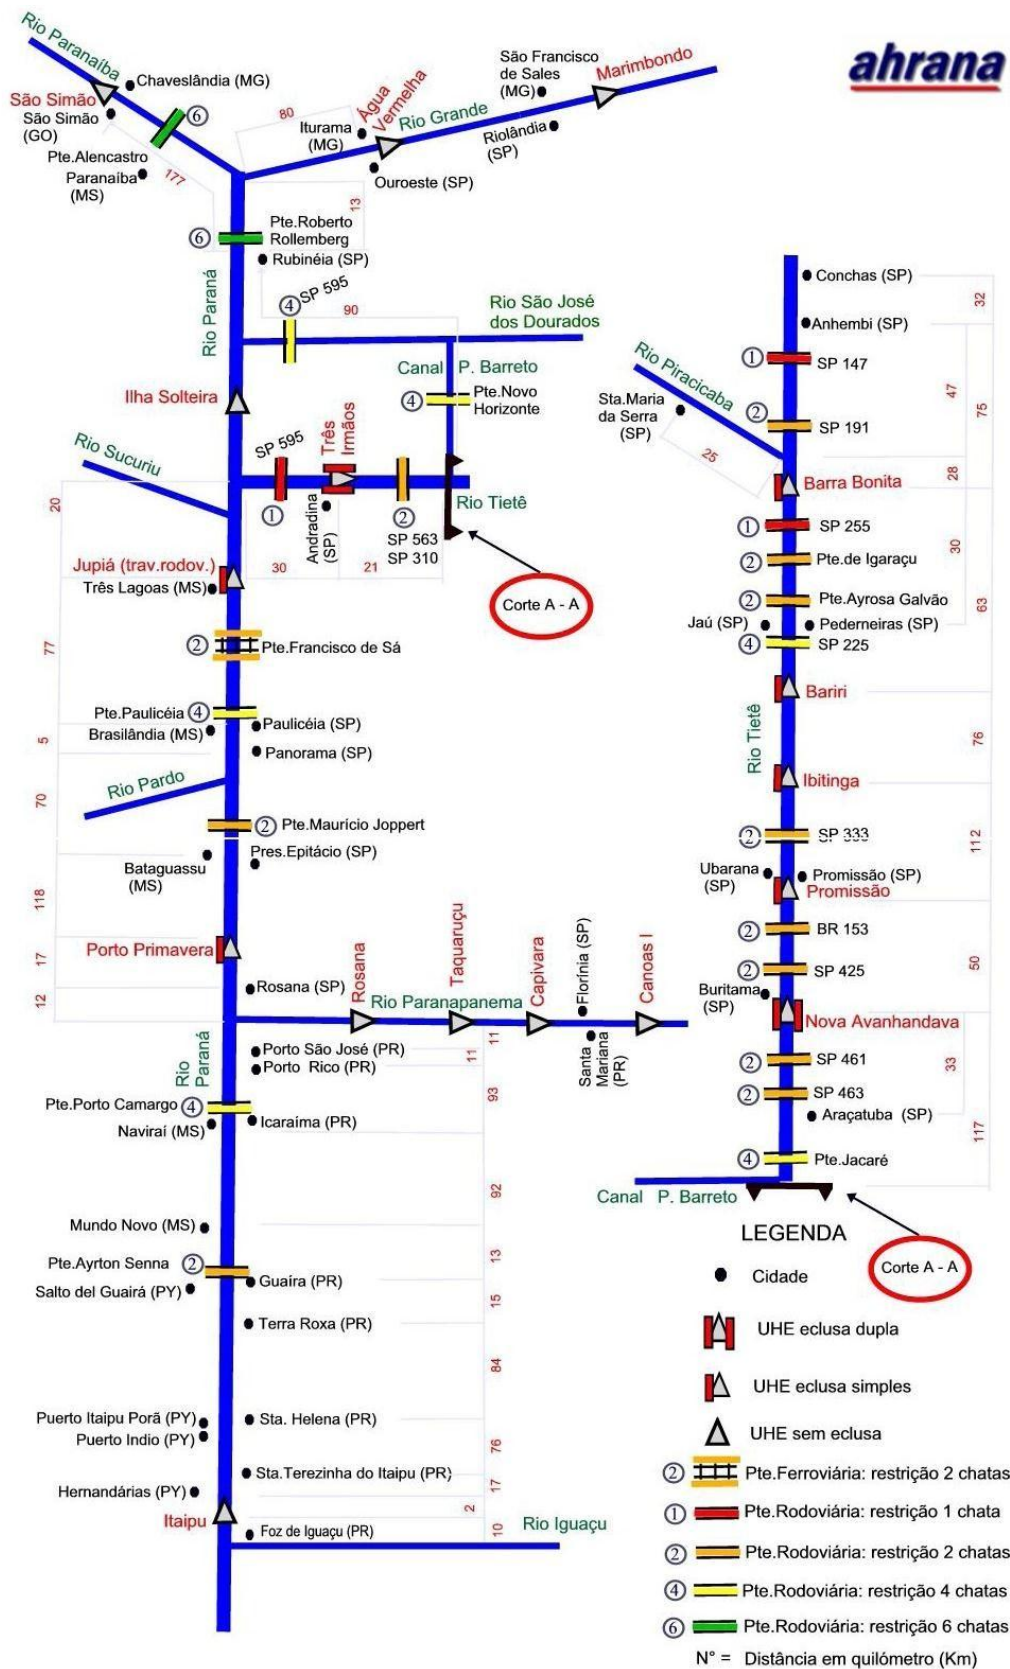 ahrana
Rio Paranaíba
Chaveslândia (MG)
São Simão
São Simão
(GO)
6
Pte.Alencastro
Paranaíba
(MS)
177
80
Iturama
(MG)
Água
Vermelha
Rio Grande
Ouroeste (SP)
São Francisco
de Sales
(MG)
Marimbondo
Riolândia
(SP)
13
Pte.Roberto
Rollemberg
6
Rubinéia (SP)
Rio Paraná
SP 595
4
90
Rio São José
dos Dourados
Canal P. Barreto
4
Pte.Novo
Horizonte
Ilha Solteira
Rio Sucuriu
SP 595
1
Três
Irmãos
Andradina
(SP)
2
SP 563
SP 310
Rio Tietê
30
21
Corte A - A
20
Jupiá (trav.rodov.)
Três Lagoas (MS)
77
2
Pte.Francisco de Sá
Pte.Paulicéia
4
Brasilândia (MS)
Paulicéia (SP)
5
Panorama (SP)
Rio Pardo
70
2
Pte.Maurício Joppert
Bataguassu
(MS)
Pres.Epitácio (SP)
118
Porto Primavera
17
12
Rosana (SP)
Rosana
Taquaruçu
Capivara
Florínia (SP)
Canoas I
Rio Paranapanema
Santa
Mariana
(PR)
Rio
Paraná
Porto São José (PR)
Porto Rico (PR)
11
11
93
Pte.Porto Camargo
4
Naviraí (MS)
Icaraíma (PR)
92
Mundo Novo (MS)
13
Pte.Ayrton Senna
2
Salto del Guairá (PY)
Guaíra (PR)
15
Terra Roxa (PR)
84
Puerto Itaipu Porã (PY)
Puerto Indio (PY)
Sta. Helena (PR)
76
Sta.Terezinha do Itaipu (PR)
Hernandárias (PY)
17
Itaipu
2
Foz de Iguaçu (PR)
10
Rio Iguaçu
Conchas (SP)
32
Anhembi (SP)
1
SP 147
Rio Piracicaba
Sta.Maria
da Serra
(SP)
2
SP 191
47
75
25
28
Barra Bonita
1
SP 255
2
Pte.de Igaraçu
30
2
Pte.Ayrosa Galvão
63
Jaú (SP)
Pederneiras (SP)
4
SP 225
Bariri
Rio Tietê
76
Ibitinga
2
SP 333
112
Ubarana
(SP)
Promissão (SP)
Promissão
2
BR 153
2
SP 425
50
Buritama
(SP)
Nova Avanhandava
2
SP 461
33
2
SP 463
Araçatuba (SP)
117
4
Pte.Jacaré
Canal P. Barreto
Corte A - A
LEGENDA
Cidade
UHE eclusa dupla
UHE eclusa simples
UHE sem eclusa
2 Pte.Ferroviária: restrição 2 chatas
1 Pte.Rodoviária: restrição 1 chata
2 Pte.Rodoviária: restrição 2 chatas
4 Pte.Rodoviária: restrição 4 chatas
6 Pte.Rodoviária: restrição 6 chatas
N° = Distância em quilómetro (Km)